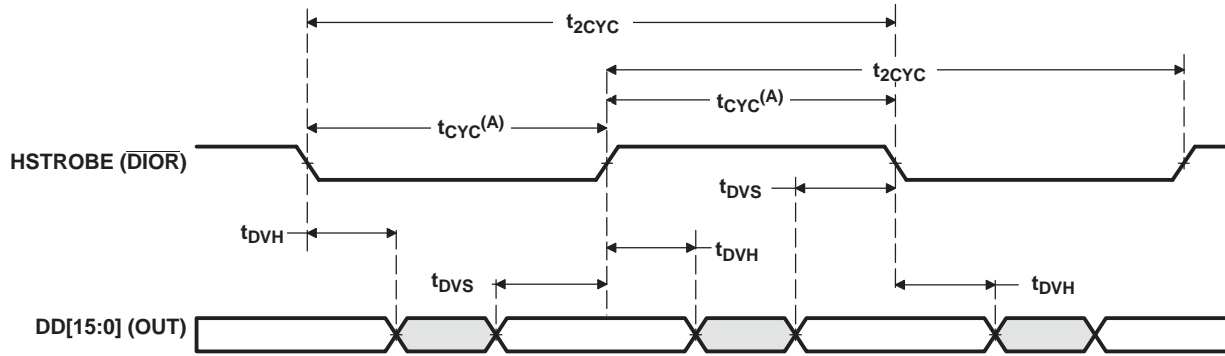 t2CYC
t2CYC
tCYC(A)
tCYC(A)
HSTROBE (DIOR)
tDVS
tDVH
tDVH
tDVS
tDVH
DD[15:0] (OUT)